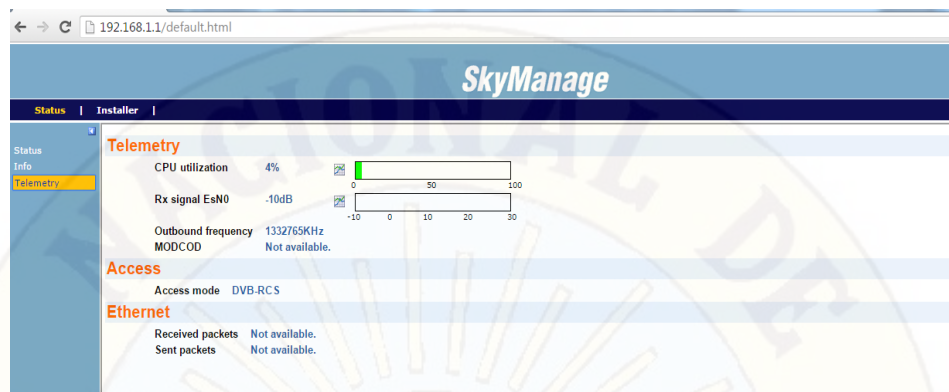 192.168.1.1/default.html
SkyManage
Status | Installer |
Status
Info
Telemetry
Telemetry
CPU utilization 4%
0 50 100
Rx signal EsN0 -10dB
-10 0 10 20 30
Outbound frequency 1332765KHz
MODCOD Not available.
Access
Access mode DVB-RCS
Ethernet
Received packets Not available.
Sent packets Not available.
NACIONAL DE